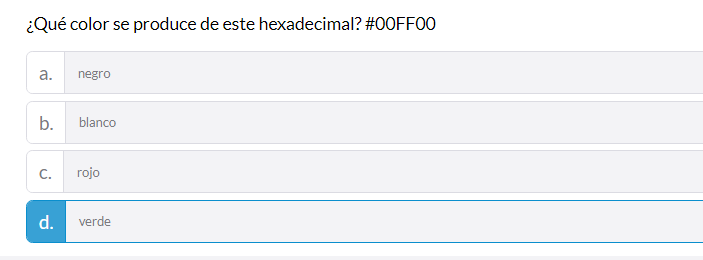 ¿Qué color se produce de este hexadecimal? #00FF00
a. negro
b. blanco
c. rojo
d. verde